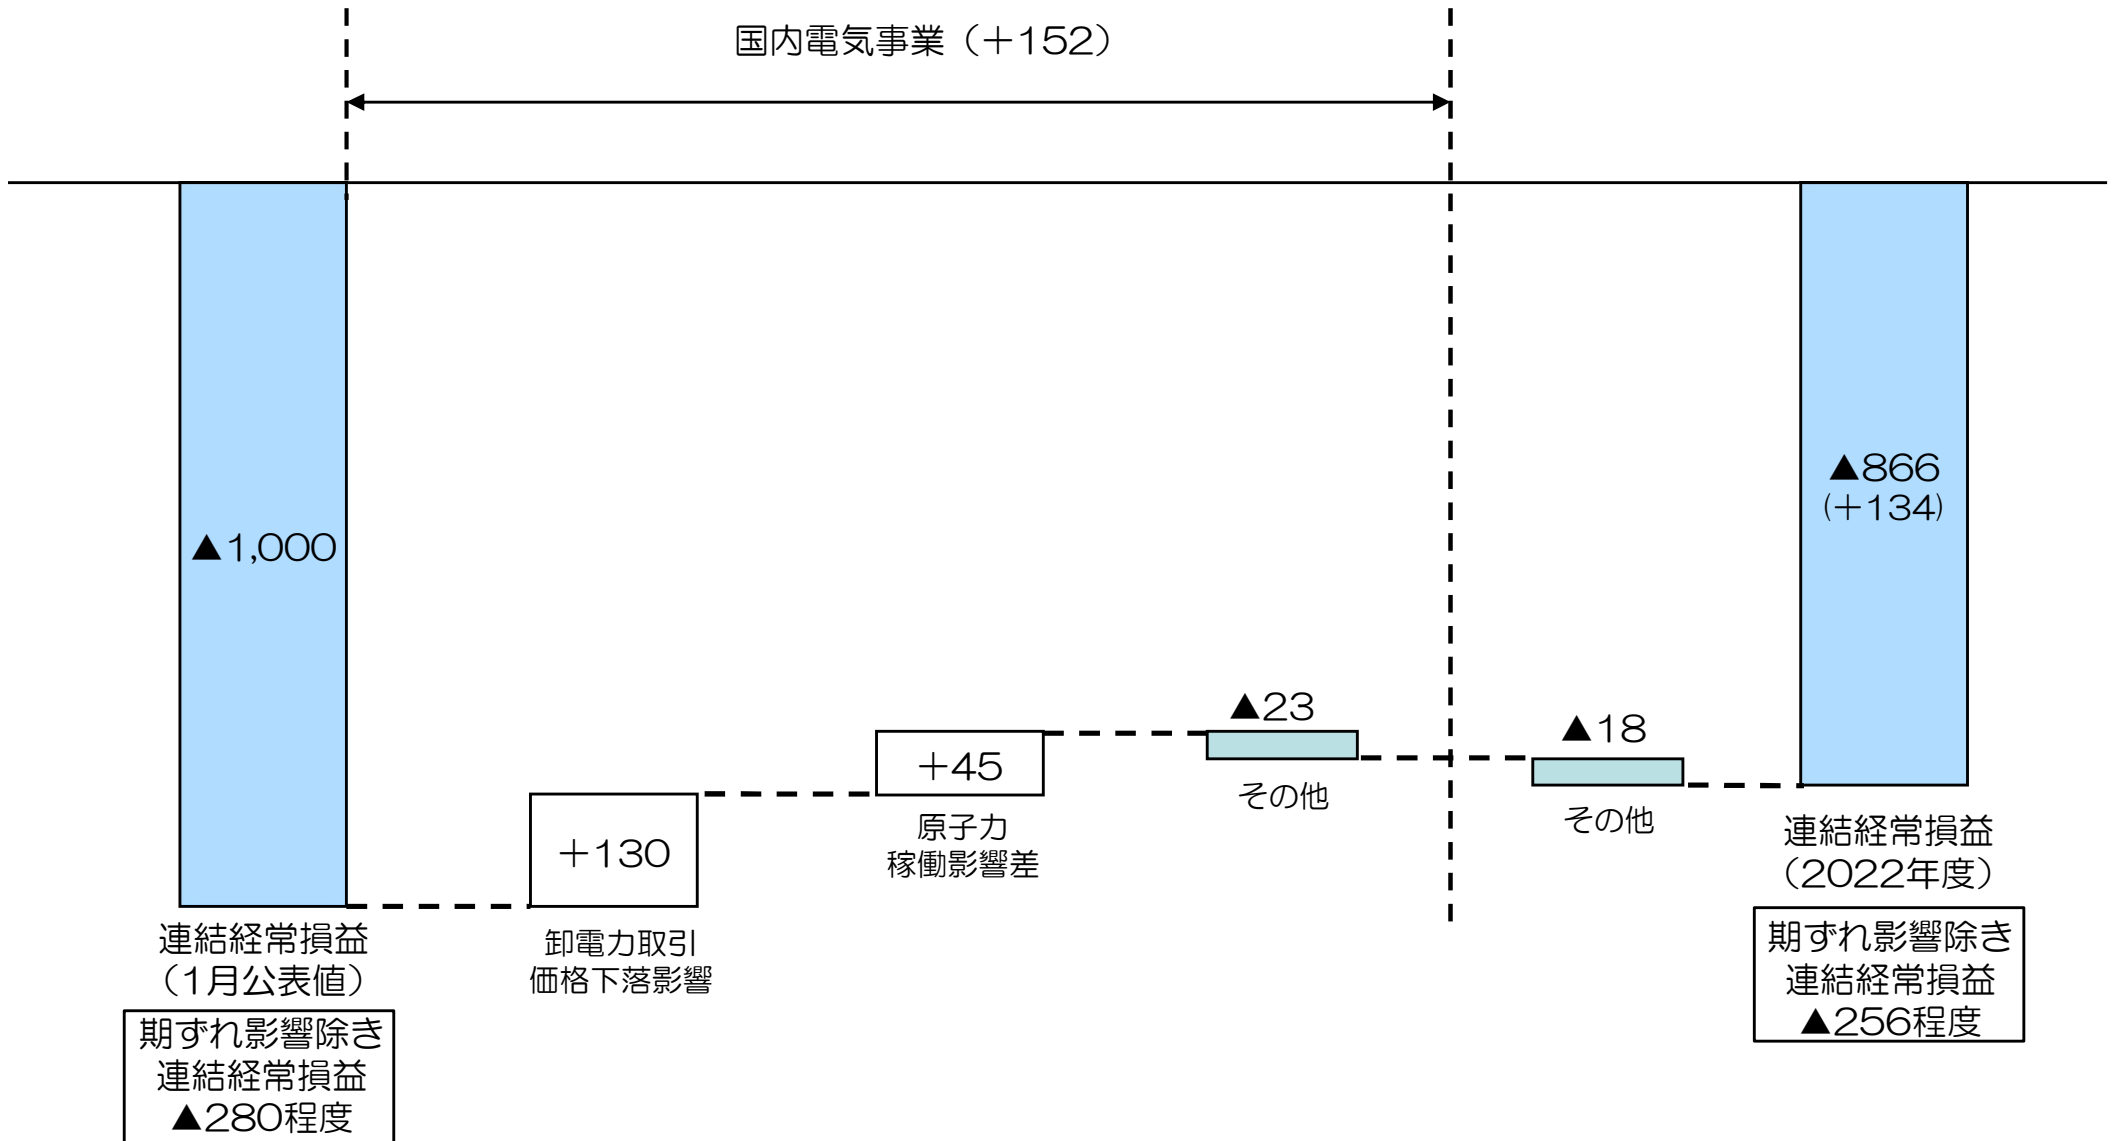 国内電気事業（＋152）
▲1,000
▲866
(＋134)
▲23
▲18
＋45
その他
その他
＋130
原子力
稼働影響差
連結経常損益
（2022年度）
連結経常損益
（1月公表値）
卸電力取引
価格下落影響
期ずれ影響除き
連結経常損益
▲256程度
期ずれ影響除き
連結経常損益
▲280程度